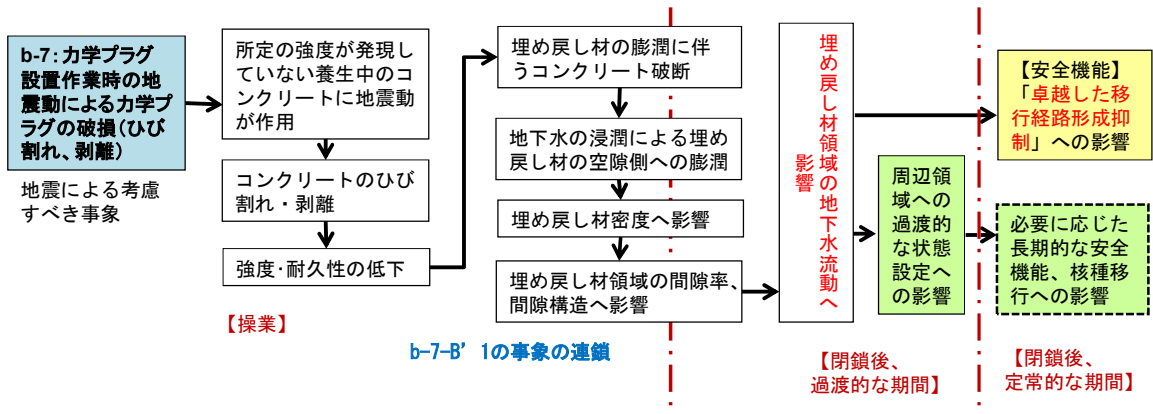 b-7：力学プラグ
設置作業時の地
震動による力学プ
ラグの破損（ひび
割れ、剥離）
地震による考慮
すべき事象
所定の強度が発現し
ていない養生中のコ
ンクリートに地震動
が作用
コンクリートのひび
割れ・剥離
強度・耐久性の低下
【操業】
埋め戻し材の膨潤に伴
うコンクリート破断
地下水の浸潤による埋め
戻し材の空隙側への膨潤
埋め戻し材密度へ影響
埋め戻し材領域の間隙率、
間隙構造へ影響
b-7-B’1の事象の連鎖
埋め戻し材領域の地下水流動へ
影響
周辺領
域への
過渡的
な状態
設定へ
の影響
【閉鎖後、
過渡的な期間】
【安全機能】
「卓越した移
行経路形成抑
制」への影響
必要に応じた
長期的な安全
機能、核種移
行への影響
【閉鎖後、
定常的な期間】